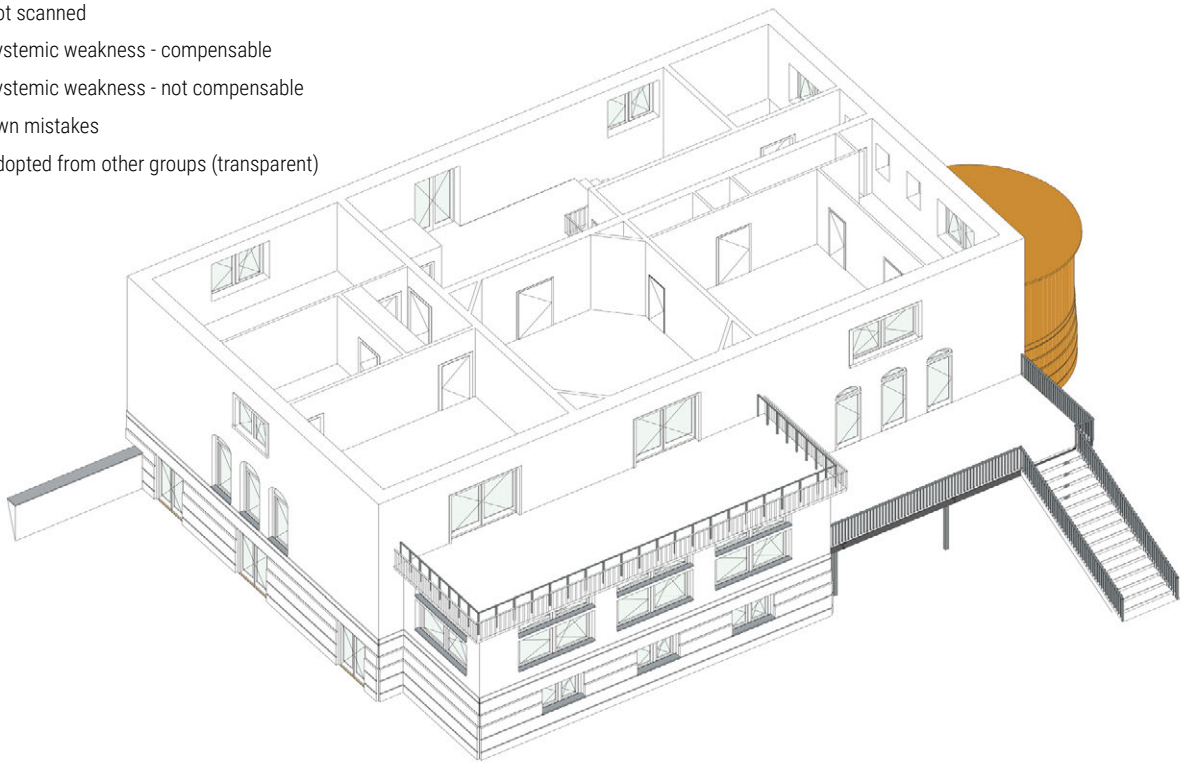 ot scanned
ystemic weakness - compensable
ystemic weakness - not compensable
wn mistakes
dopted from other groups (transparent)